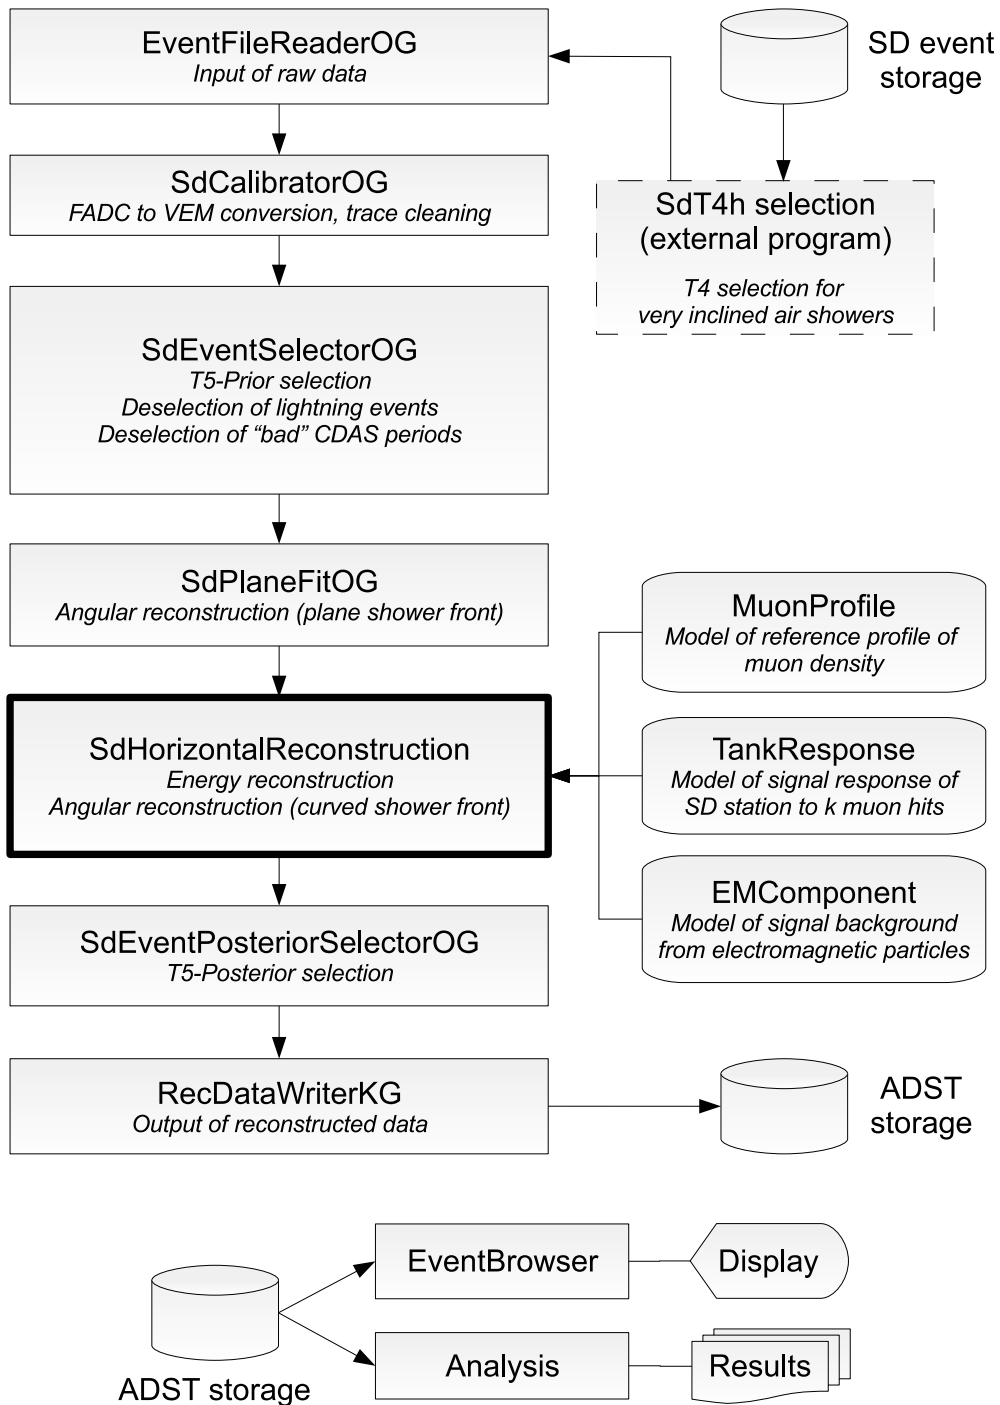 EventFileReaderOG
Input of raw data
SD event
storage
SdCalibratorOG
FADC to VEM conversion, trace cleaning
SdT4h selection
(external program)
T4 selection for
very inclined air showers
SdEventSelectorOG
T5-Prior selection
Deselection of lightning events
Deselection of “bad” CDAS periods
SdPlaneFitOG
Angular reconstruction (plane shower front)
MuonProfile
Model of reference profile of
muon density
SdHorizontalReconstruction
Energy reconstruction
Angular reconstruction (curved shower front)
TankResponse
Model of signal response of
SD station to k muon hits
EMComponent
Model of signal background
from electromagnetic particles
SdEventPosteriorSelectorOG
T5-Posterior selection
RecDataWriterKG
Output of reconstructed data
ADST
storage
EventBrowser
Display
ADST storage
Analysis
Results